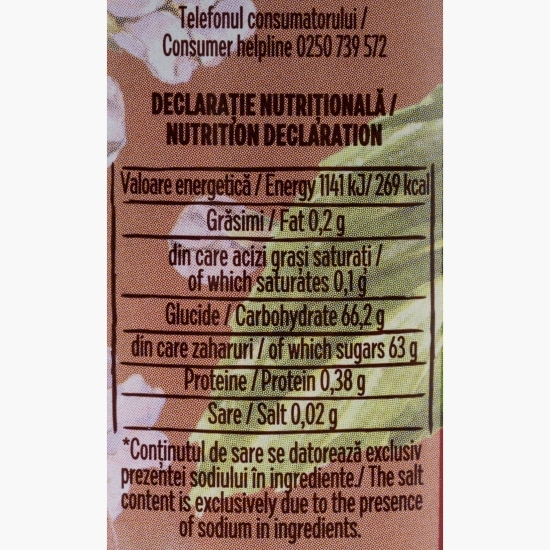 Telefonul consumatorului /
Consumer helpline 0250 739 572
DECLARAȚIE NUTRIȚIONALĂ /
NUTRITION DECLARATION
Valoare energetică / Energy 1141 kJ/ 269 kcal
Grăsimi / Fat 0,2 g
din care acizi grași saturați /
of which saturates 0,1 g
Glucide / Carbohydrate 66,2 g
din care zaharuri / of which sugars 63 g
Proteine / Protein 0,38 g
Sare / Salt 0,02 g
*Conținutul de sare se datorează exclusiv
prezenței sodiului în ingrediente./ The salt
content is exclusively due to the presence
of sodium in ingredients.